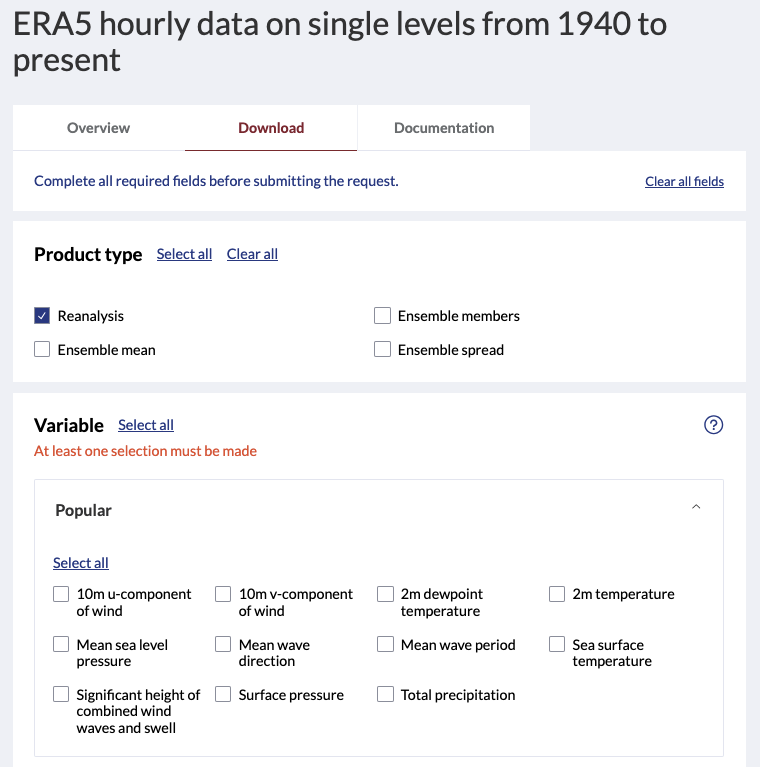 ERA5 hourly data on single levels from 1940 to
present
Overview
Download
Documentation
Complete all required fields before submitting the request.
Clear all fields
Product type
Select all
Clear all
Reanalysis
Ensemble members
Ensemble mean
Ensemble spread
Variable
Select all
?
At least one selection must be made
Popular
Select all
10m u-component
of wind
10m v-component
of wind
2m dewpoint
temperature
2m temperature
Mean sea level
pressure
Mean wave
direction
Mean wave period
Sea surface
temperature
Significant height of
combined wind
waves and swell
Surface pressure
Total precipitation